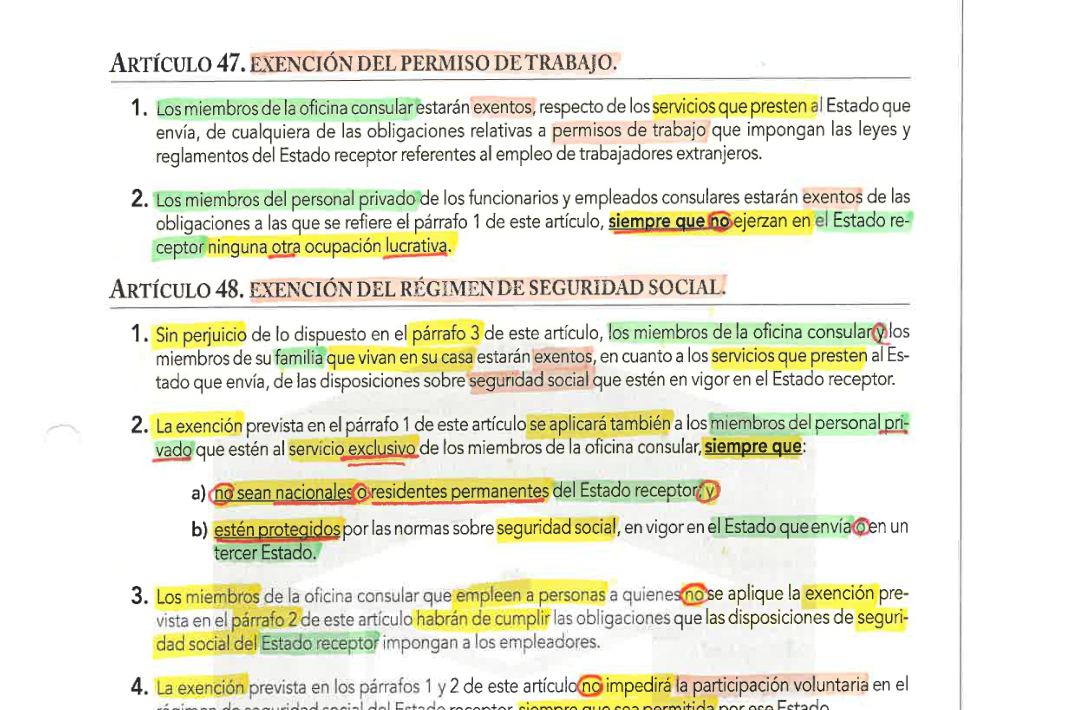 ARTÍCULO 47. EXENCIÓN DEL PERMISO DE TRABAJO.
1. Los miembros de la oficina consular estarán exentos, respecto de los servicios que presten al Estado que
envía, de cualquiera de las obligaciones relativas a permisos de trabajo que impongan las leyes y
reglamentos del Estado receptor referentes al empleo de trabajadores extranjeros.
2. Los miembros del personal privado de los funcionarios y empleados consulares estarán exentos de las
obligaciones a las que se refiere el párrafo 1 de este artículo, siempre que no ejerzan en el Estado re-
ceptor ninguna otra ocupación lucrativa.
ARTÍCULO 48. EXENCIÓN DEL RÉGIMEN DE SEGURIDAD SOCIAL.
1. Sin perjuicio de lo dispuesto en el párrafo 3 de este artículo, los miembros de la oficina consular y los
miembros de su familia que vivan en su casa estarán exentos, en cuanto a los servicios que presten al Es-
tado que envía, de las disposiciones sobre seguridad social que estén en vigor en el Estado receptor.
2. La exención prevista en el párrafo 1 de este artículo se aplicará también a los miembros del personal pri-
vado que estén al servicio exclusivo de los miembros de la oficina consular, siempre que:
a) no sean nacionales o residentes permanentes del Estado receptor; y
b) estén protegidos por las normas sobre seguridad social, en vigor en el Estado que envía o en un
tercer Estado.
3. Los miembros de la oficina consular que empleen a personas a quienes no se aplique la exención pre-
vista en el párrafo 2 de este artículo habrán de cumplir las obligaciones que las disposiciones de seguri-
dad social del Estado receptor impongan a los empleadores.
4. La exención prevista en los párrafos 1 y 2 de este artículo no impedirá la participación voluntaria en el
régimen de seguridad social del Estado receptor, siempre que sea permitida por ese Estado.